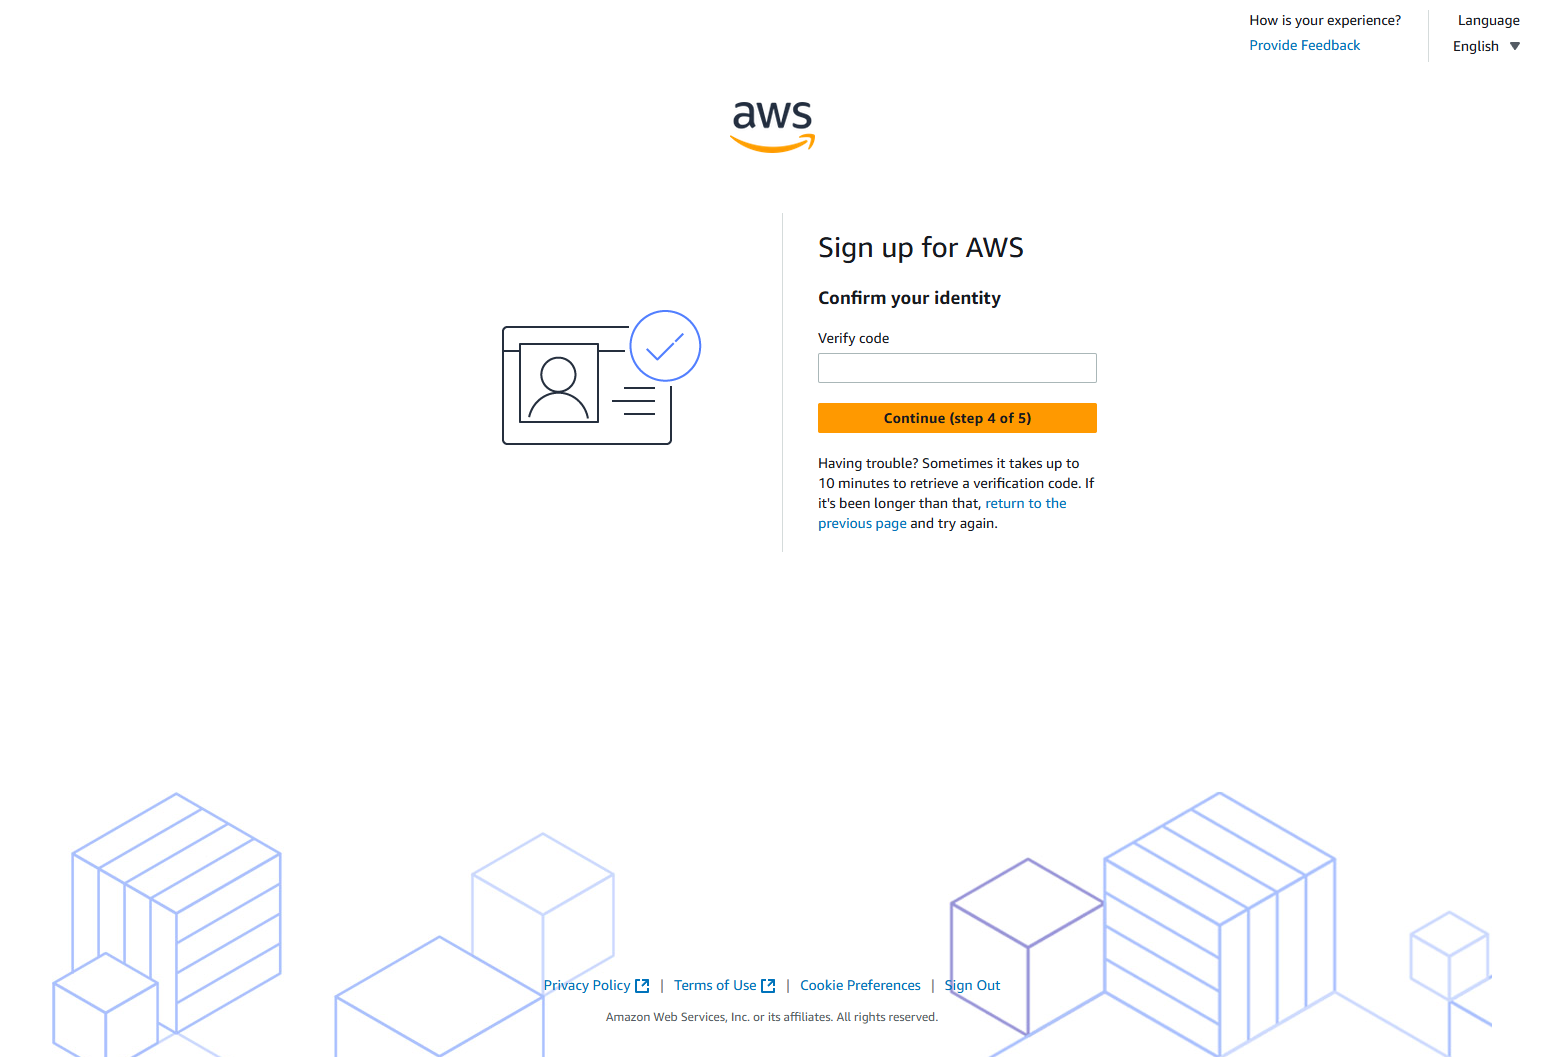 How is your experience?
Provide Feedback
Language
English
aws
Sign up for AWS
Confirm your identity
Verify code
Continue (step 4 of 5)
Having trouble? Sometimes it takes up to
10 minutes to retrieve a verification code. If
it's been longer than that, return to the
previous page and try again.
Privacy Policy | Terms of Use | Cookie Preferences | Sign Out
Amazon Web Services, Inc. or its affiliates. All rights reserved.